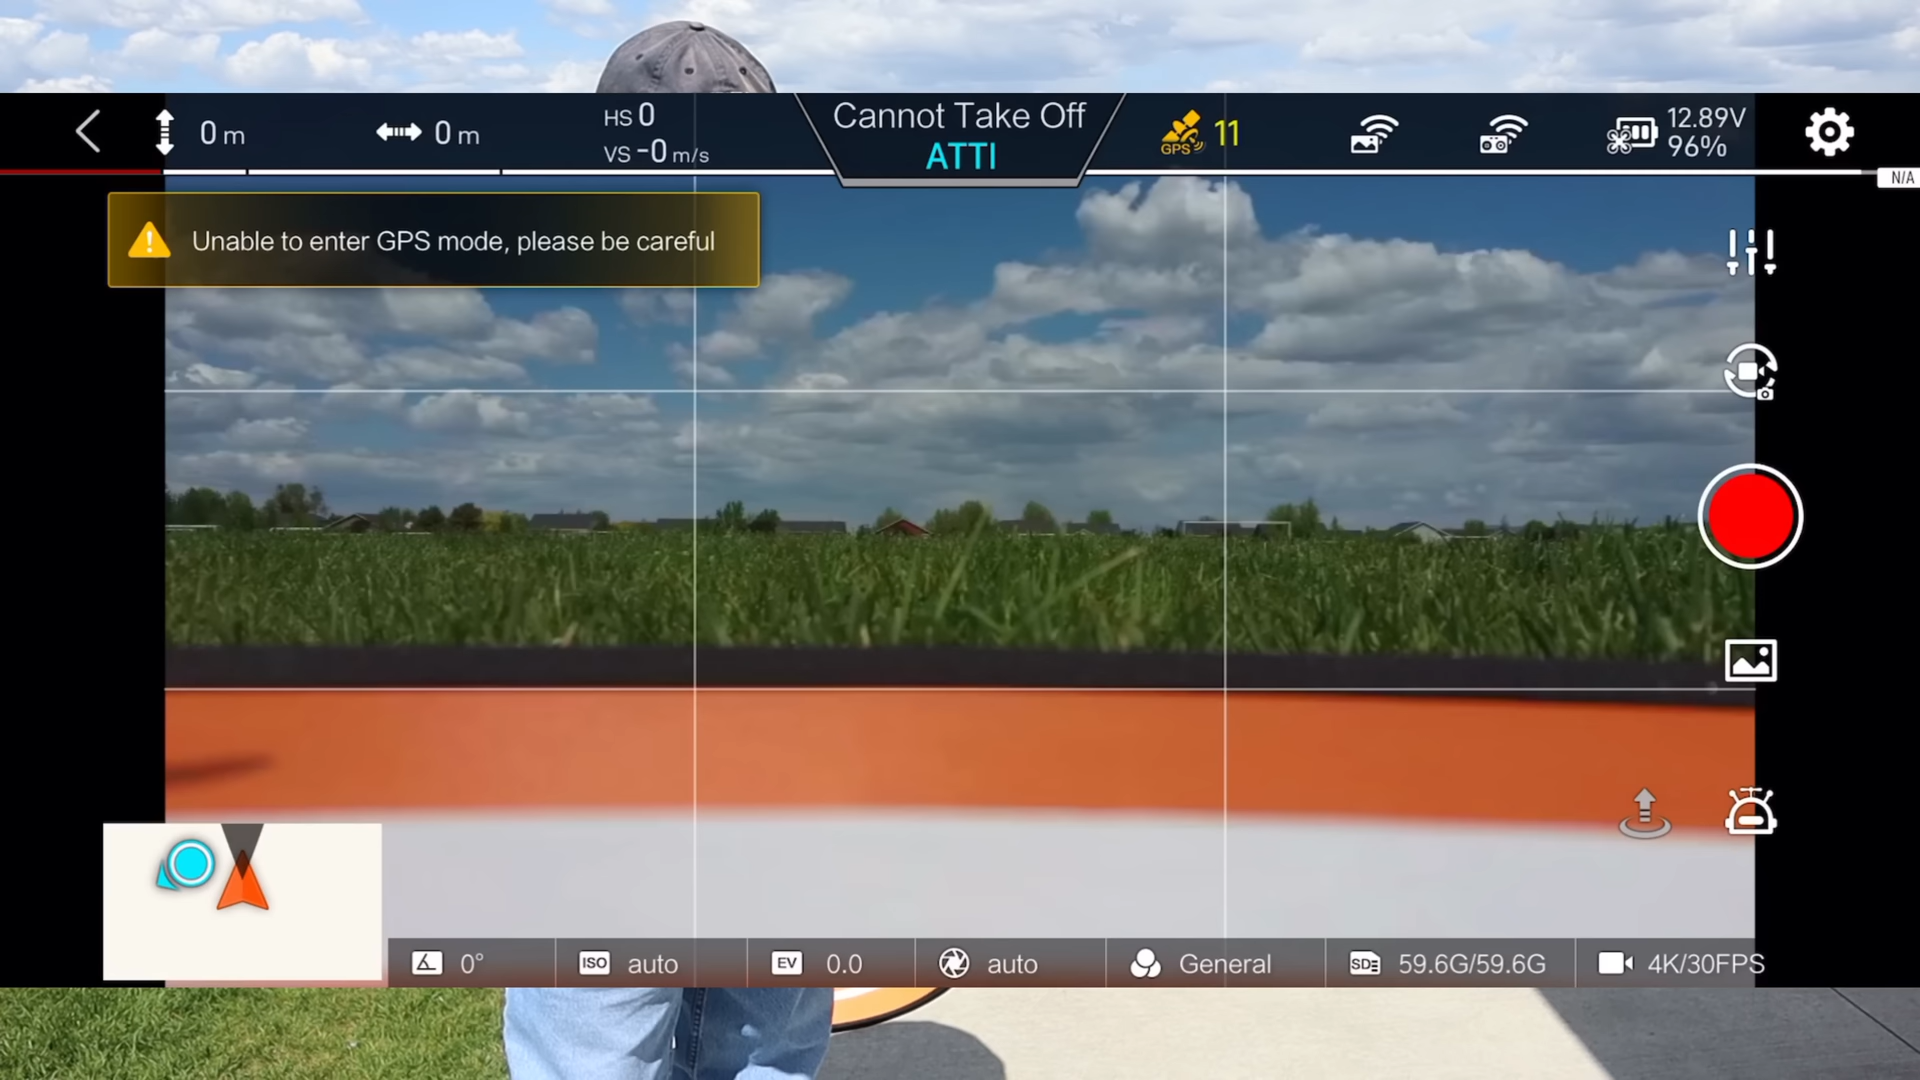 0 m
0 m
HS 0
VS -0 m/s
Cannot Take Off
ATTI
GPS 11
12.89V
96%
N/A
Unable to enter GPS mode, please be careful
0°
ISO auto
EV 0.0
auto
General
SD 59.6G/59.6G
4K/30FPS